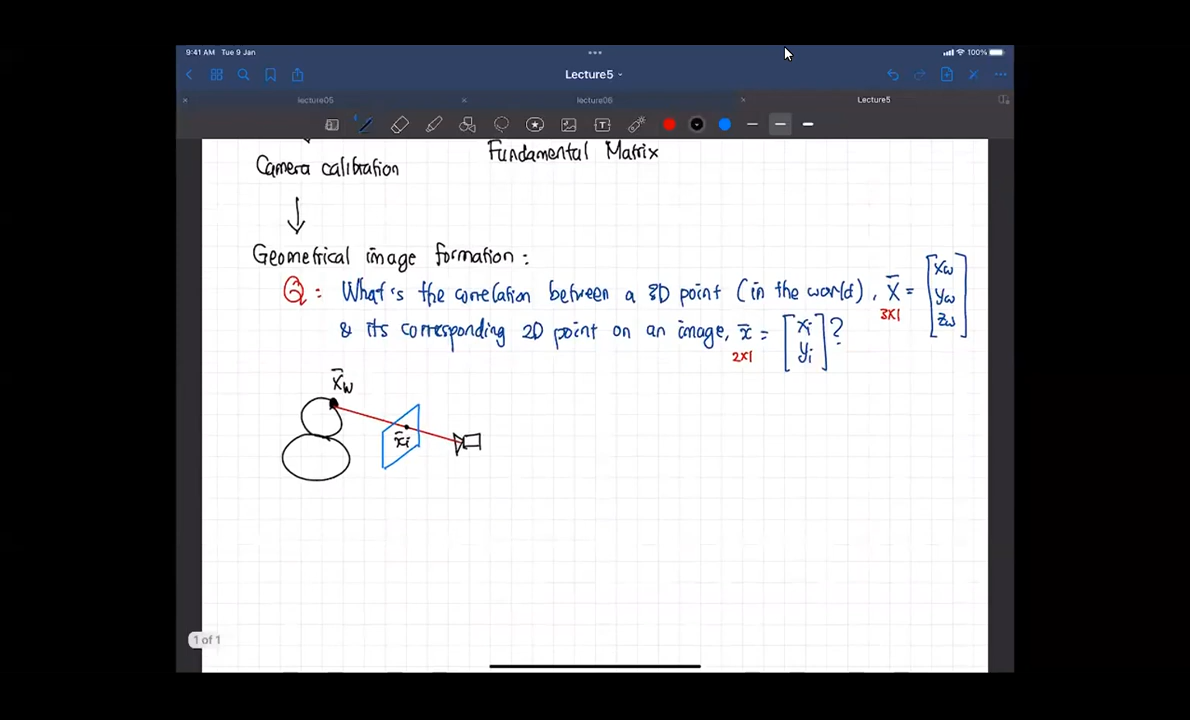 9:41 AM Tue 9 Jan
100%
Lecture5
lecture05
lecture06
Lecture5
Camera calibration
Fundamental Matrix
Geometrical image formation :
Q : What's the correlation between a 3D point (in the world), X̄ = [xw yw zw]
3x1
& its corresponding 2D point on an image, x̄ = [xi yi] ?
2x1
X̄w
x̄i
1 of 1